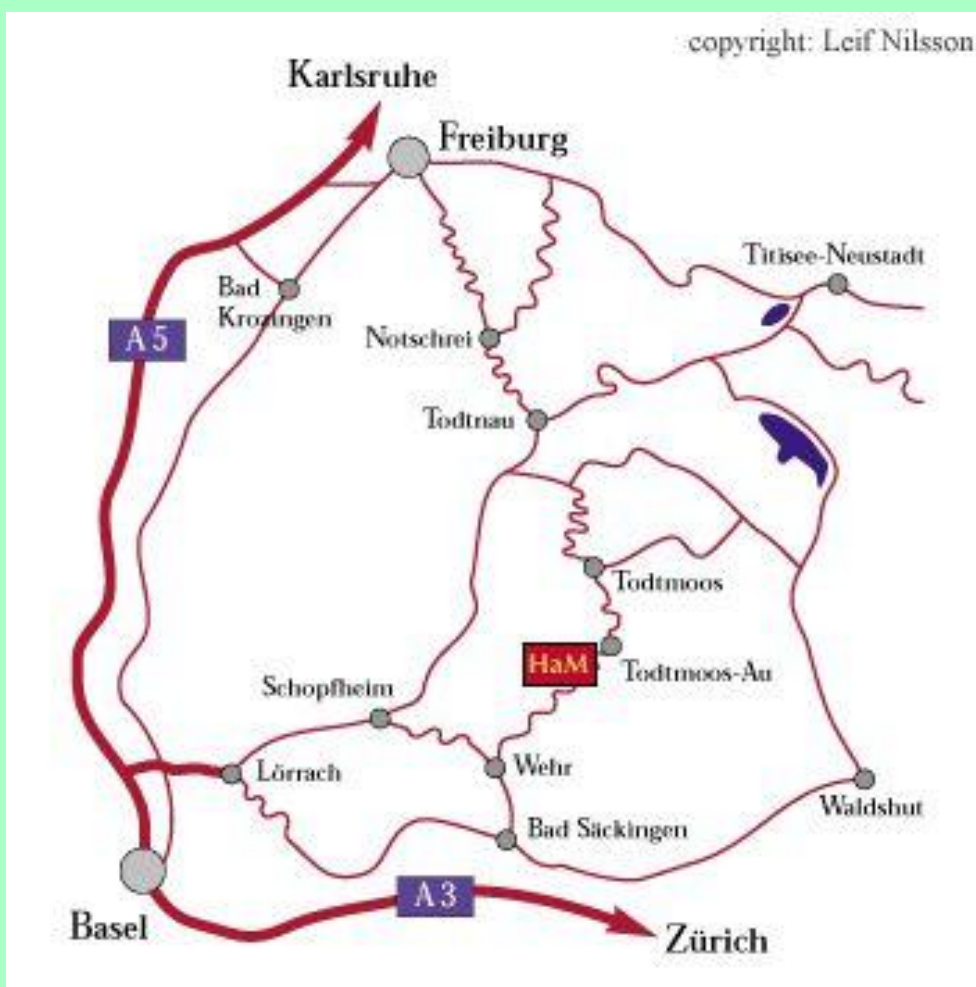 copyright: Leif Nilsson
Karlsruhe
Freiburg
Titisee-Neustadt
Bad
Krozingen
A 5
Notschrei
Todtnau
Todtmoos
HaM
Todtmoos-Au
Schopfheim
Lörrach
Wehr
Waldshut
Bad Säckingen
A 3
Basel
Zürich